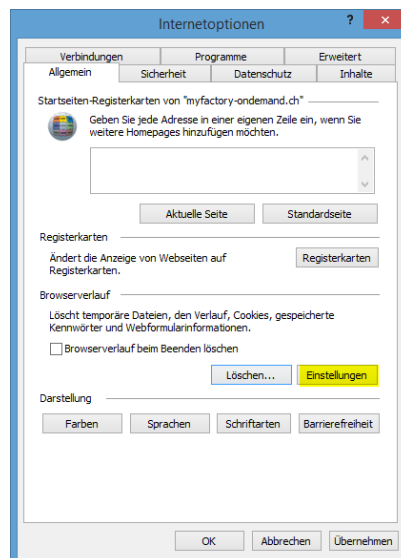 Internetoptionen
?
×
Verbindungen Programme Erweitert
Allgemein Sicherheit Datenschutz Inhalte
Startseiten-Registerkarten von "myfactory-ondemand.ch"
Geben Sie jede Adresse in einer eigenen Zeile ein, wenn Sie
weitere Homepages hinzufügen möchten.
Aktuelle Seite Standardseite
Registerkarten
Ändert die Anzeige von Webseiten auf
Registerkarten.
Registerkarten
Browserverlauf
Löscht temporäre Dateien, den Verlauf, Cookies, gespeicherte
Kennwörter und Webformularinformationen.
Browserverlauf beim Beenden löschen
Löschen... Einstellungen
Darstellung
Farben Sprachen Schriftarten Barrierefreiheit
OK Abbrechen Übernehmen